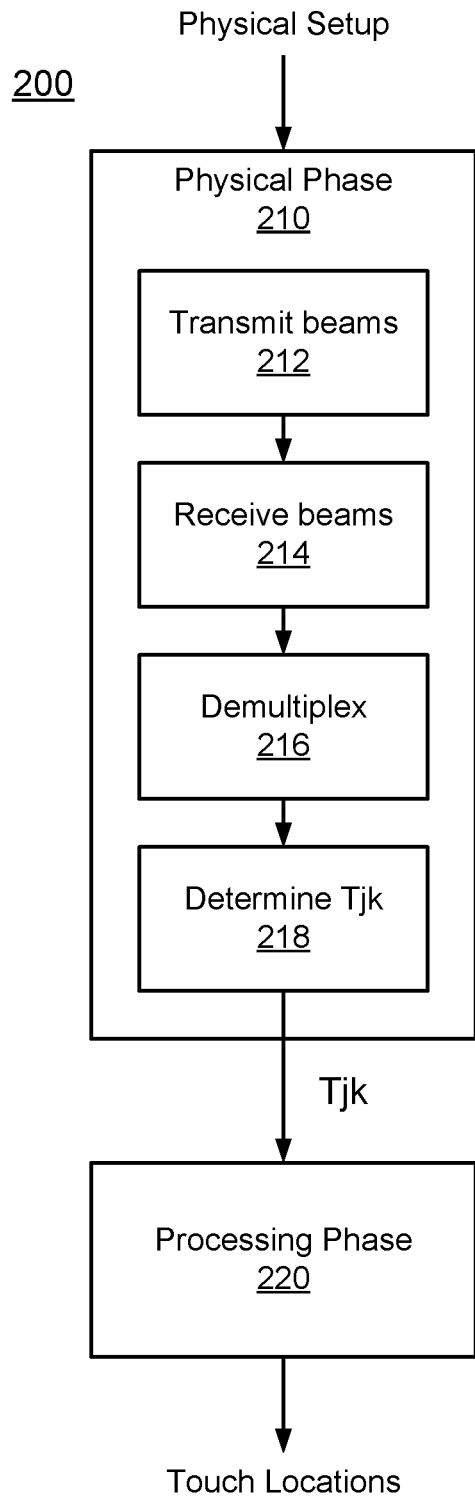 Physical Setup
200
Physical Phase
210
Transmit beams
212
Receive beams
214
Demultiplex
216
Determine Tjk
218
Tjk
Processing Phase
220
Touch Locations